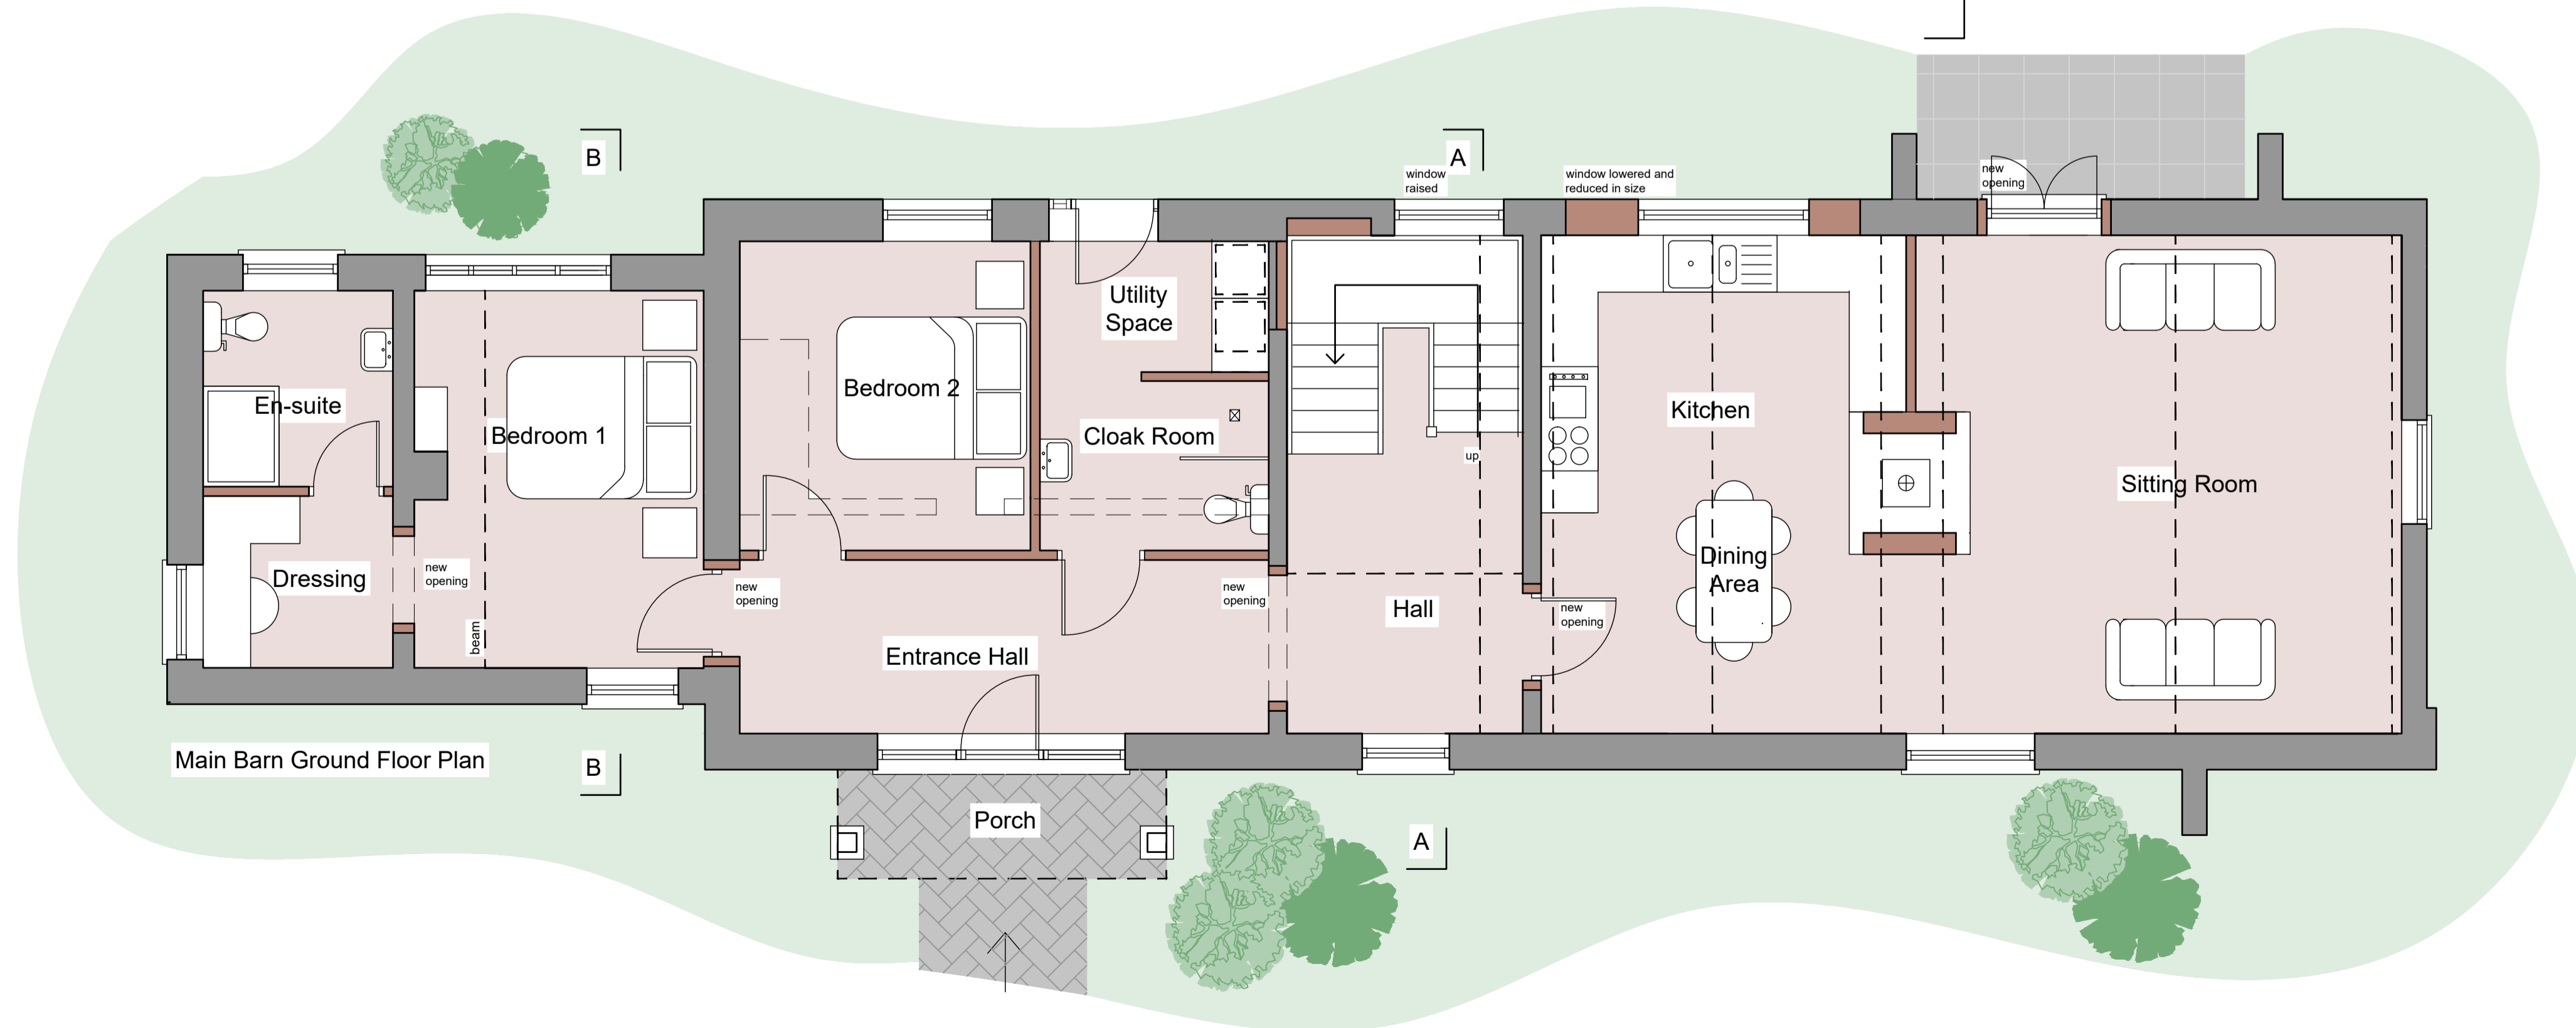 B
A
window
raised
window lowered and
reduced in size
new
opening
Utility
Space
En-suite
Bedroom 1
Bedroom 2
Cloak Room
up
Kitchen
Sitting Room
Dressing
new
opening
beam
new
opening
new
opening
Hall
new
opening
Dining
Area
Entrance Hall
Main Barn Ground Floor Plan
B
Porch
A